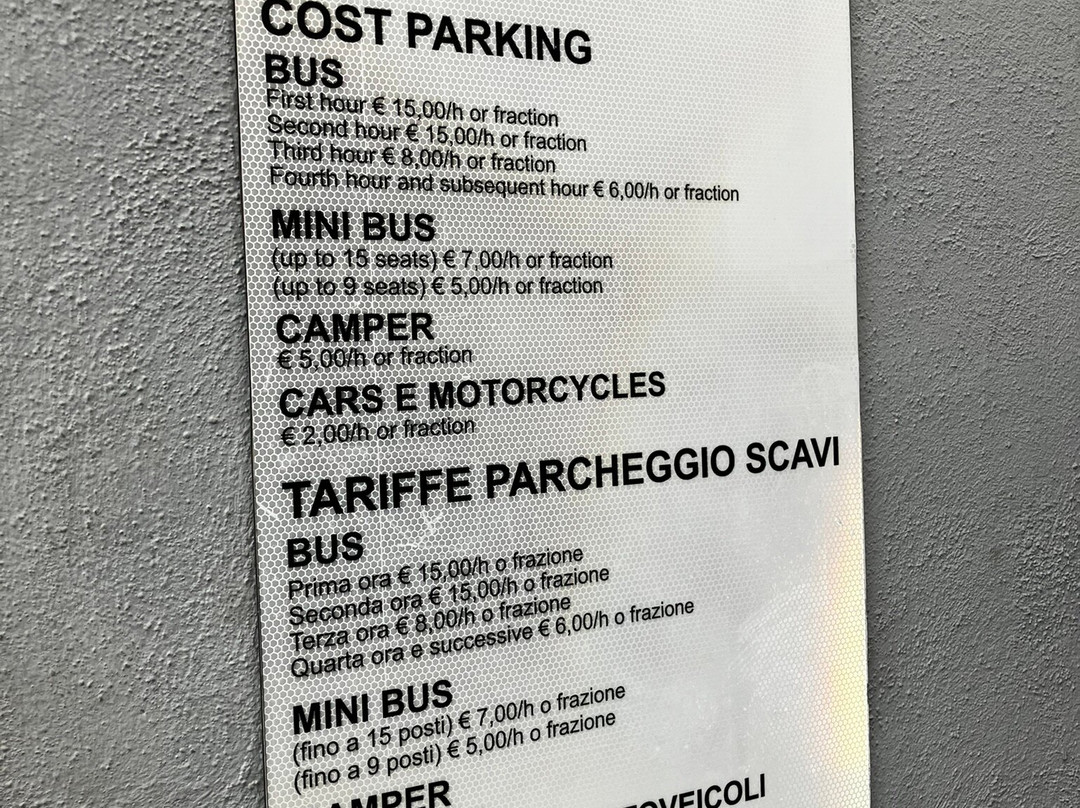 COST PARKING
BUS
First hour € 15,00/h or fraction
Second hour € 15,00/h or fraction
Third hour € 8,00/h or fraction
Fourth hour and subsequent hour € 6,00/h or fraction
MINI BUS
(up to 15 seats) € 7,00/h or fraction
(up to 9 seats) € 5,00/h or fraction
CAMPER
€ 5,00/h or fraction
CARS E MOTORCYCLES
€ 2,00/h or fraction
TARIFFE PARCHEGGIO SCAVI
BUS
Prima ora € 15,00/h o frazione
Seconda ora € 15,00/h o frazione
Terza ora € 8,00/h o frazione
Quarta ora e successive € 6,00/h o frazione
MINI BUS
(fino a 15 posti) € 7,00/h o frazione
(fino a 9 posti) € 5,00/h o frazione